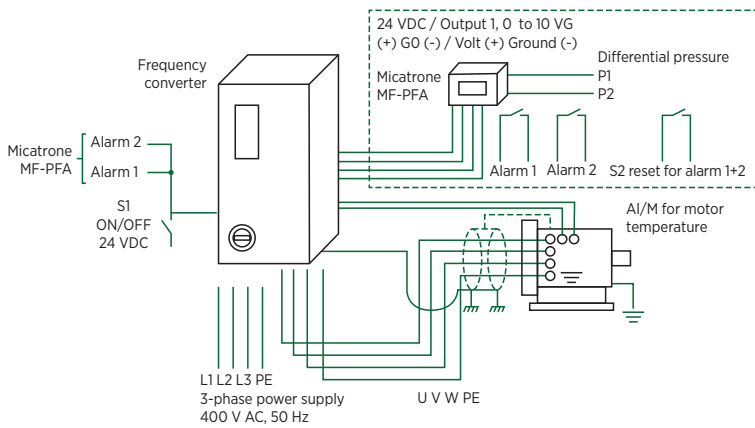 24 VDC / Output 1, 0 to 10 VG
(+) G0 (-) / Volt (+) Ground (-)
Frequency
converter
Micatrone
MF-PFA
Differential pressure
P1
P2
Alarm 1
Alarm 2
S2 reset for alarm 1+2
Micatrone
MF-PFA
Alarm 2
Alarm 1
S1
ON/OFF
24 VDC
AI/M for motor
temperature
L1 L2 L3 PE
3-phase power supply
400 V AC, 50 Hz
U V W PE